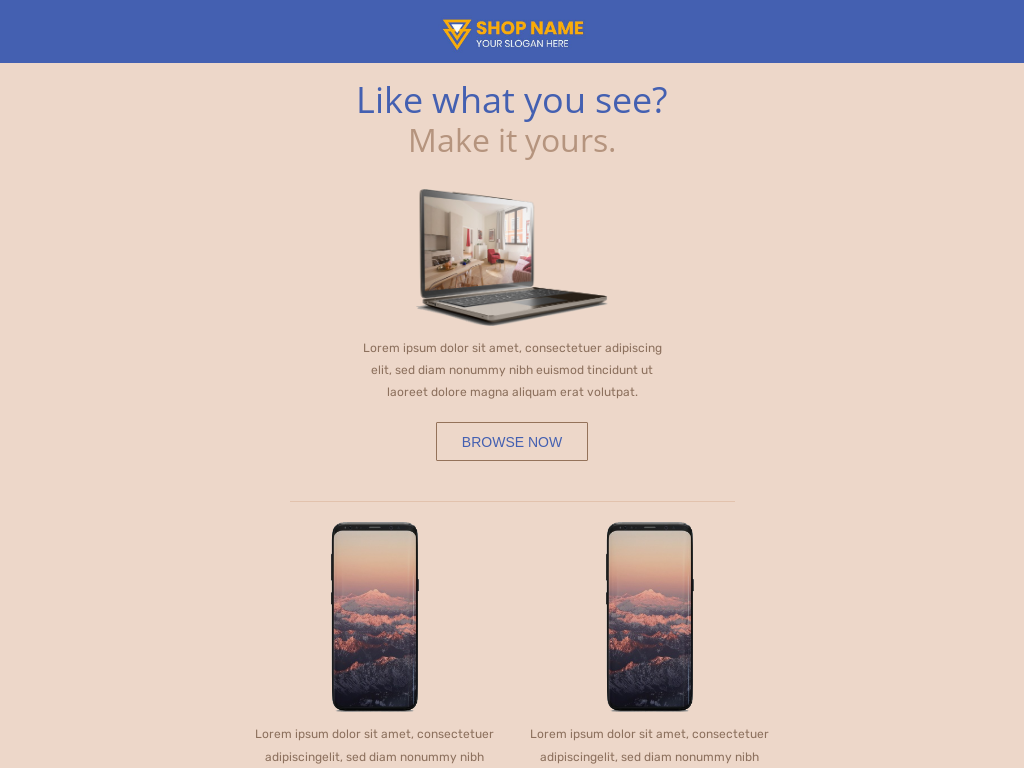 SHOP NAME
YOUR SLOGAN HERE
Like what you see?
Make it yours.
Lorem ipsum dolor sit amet, consectetuer adipiscing
elit, sed diam nonummy nibh euismod tincidunt ut
laoreet dolore magna aliquam erat volutpat.
BROWSE NOW
Lorem ipsum dolor sit amet, consectetuer
adipiscingelit, sed diam nonummy nibh
Lorem ipsum dolor sit amet, consectetuer
adipiscingelit, sed diam nonummy nibh